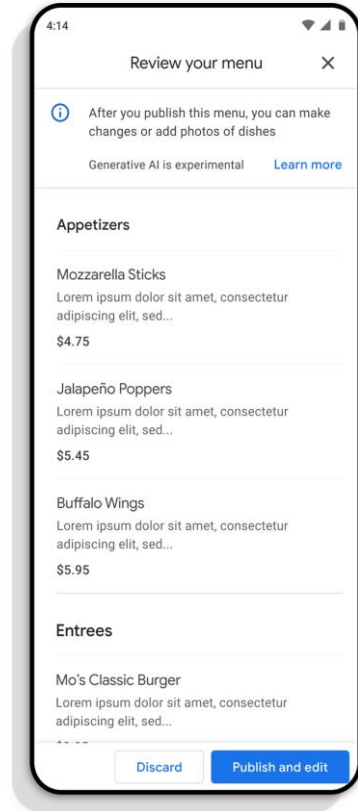 4:14
Review your menu
After you publish this menu, you can make
changes or add photos of dishes
Generative AI is experimental Learn more
Appetizers
Mozzarella Sticks
Lorem ipsum dolor sit amet, consectetur
adipiscing elit, sed...
$4.75
Jalapeño Poppers
Lorem ipsum dolor sit amet, consectetur
adipiscing elit, sed...
$5.45
Buffalo Wings
Lorem ipsum dolor sit amet, consectetur
adipiscing elit, sed...
$5.95
Entrees
Mo's Classic Burger
Lorem ipsum dolor sit amet, consectetur
adipiscing elit, sed...
Discard Publish and edit